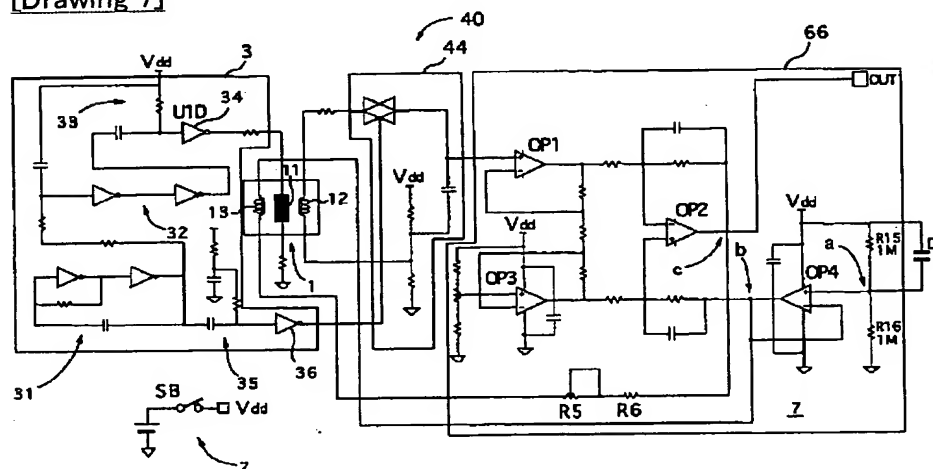 [Drawing 7]
40
3
44
66
Vdd
33
34
U1D
OUT
OP1
11
13
12
Vdd
32
OP2
Vdd
Vdd
1
c
b
OP4
a
R15
1M
OP3
R16
1M
31
35
36
SB
Vdd
R5
R6
7